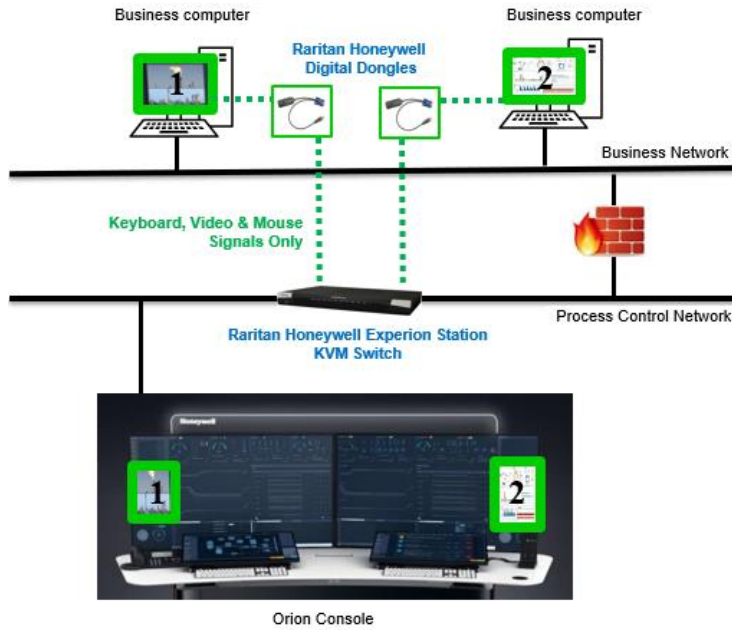 Business computer
Business computer
Raritan Honeywell
Digital Dongles
1
2
Business Network
Keyboard, Video & Mouse
Signals Only
Process Control Network
Raritan Honeywell Experion Station
KVM Switch
Honeywell
1
2
Orion Console